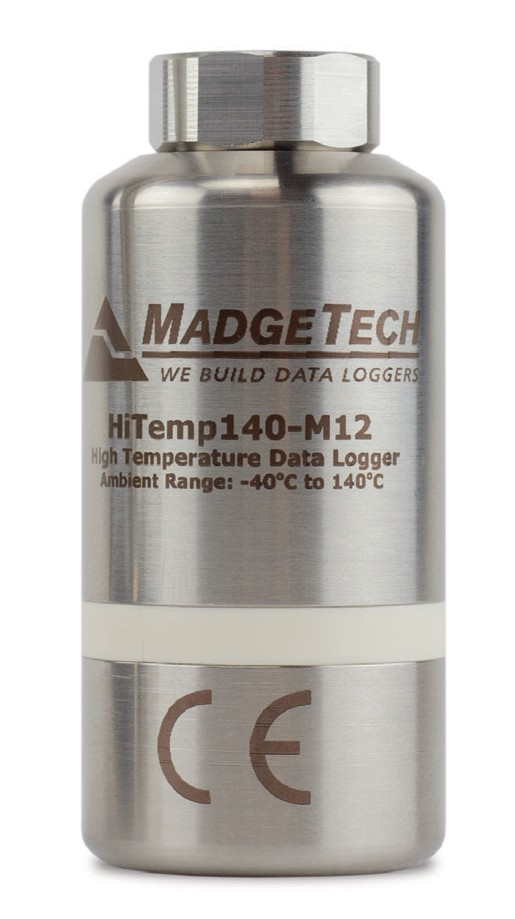 MADGETECH
WE BUILD DATA LOGGERS
HiTemp140-M12
High Temperature Data Logger
Ambient Range: -40°C to 140°C
CE